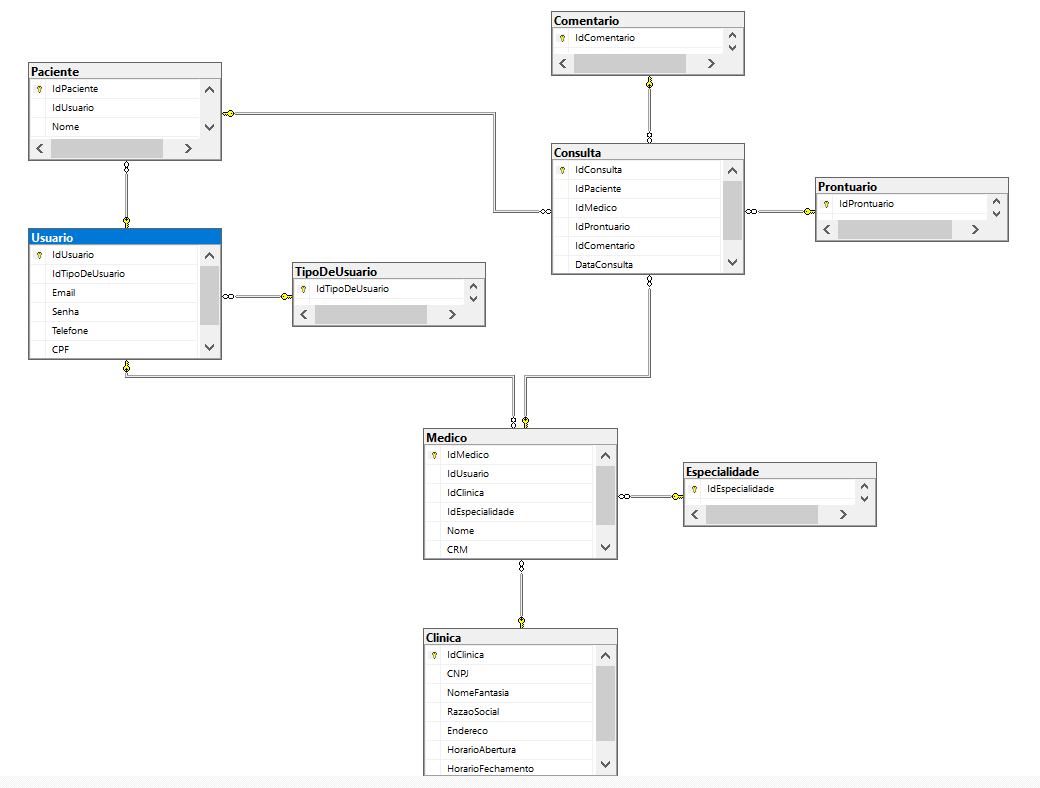 Comentario
IdComentario
Paciente
IdPaciente
IdUsuario
Nome
Consulta
IdConsulta
IdPaciente
IdMedico
IdProntuario
IdComentario
DataConsulta
Prontuario
IdProntuario
Usuario
IdUsuario
IdTipoDeUsuario
Email
Senha
Telefone
CPF
TipoDeUsuario
IdTipoDeUsuario
Medico
IdMedico
IdUsuario
IdClinica
IdEspecialidade
Nome
CRM
Especialidade
IdEspecialidade
Clinica
IdClinica
CNPJ
NomeFantasia
RazaoSocial
Endereco
HorarioAbertura
HorarioFechamento